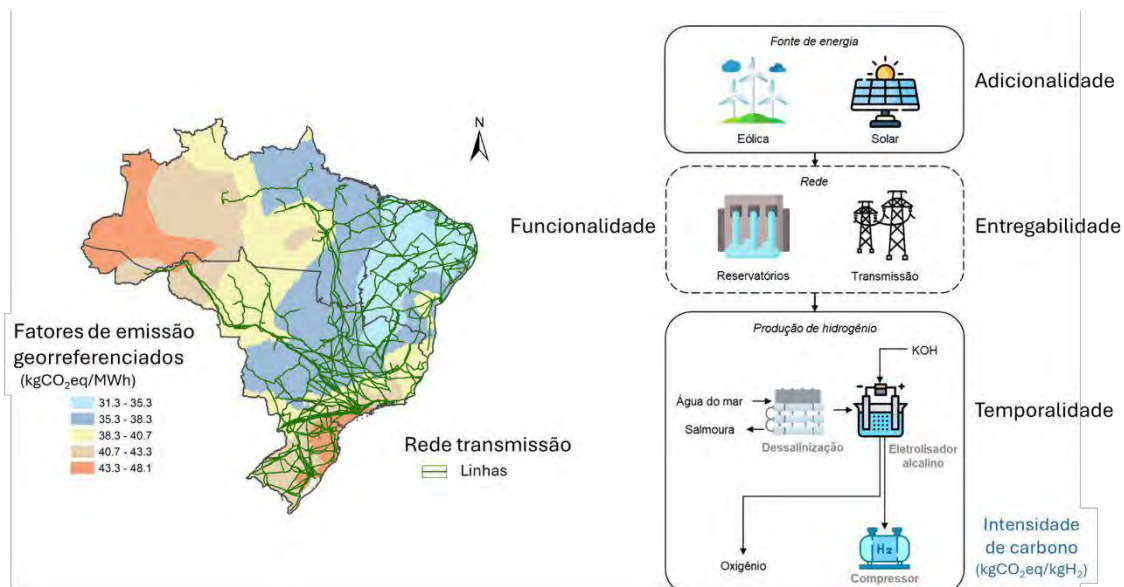 N
Fatores de emissão
georreferenciados
(kgCO₂eq/MWh)
31.3 - 35.3
35.3 - 38.3
38.3 - 40.7
40.7 - 43.3
43.3 - 48.1
Rede transmissão
Linhas
Funcionalidade
Fonte de energia
Eólica
Solar
Adicionalidade
Rede
Reservatórios
Transmissão
Entregabilidade
Produção de hidrogênio
KOH
Água do mar
Salmoura
Dessalinização
- +
Eletrolisador
alcalino
Temporalidade
Oxigênio
H₂
Compressor
Intensidade
de carbono
(kgCO₂eq/kgH₂)